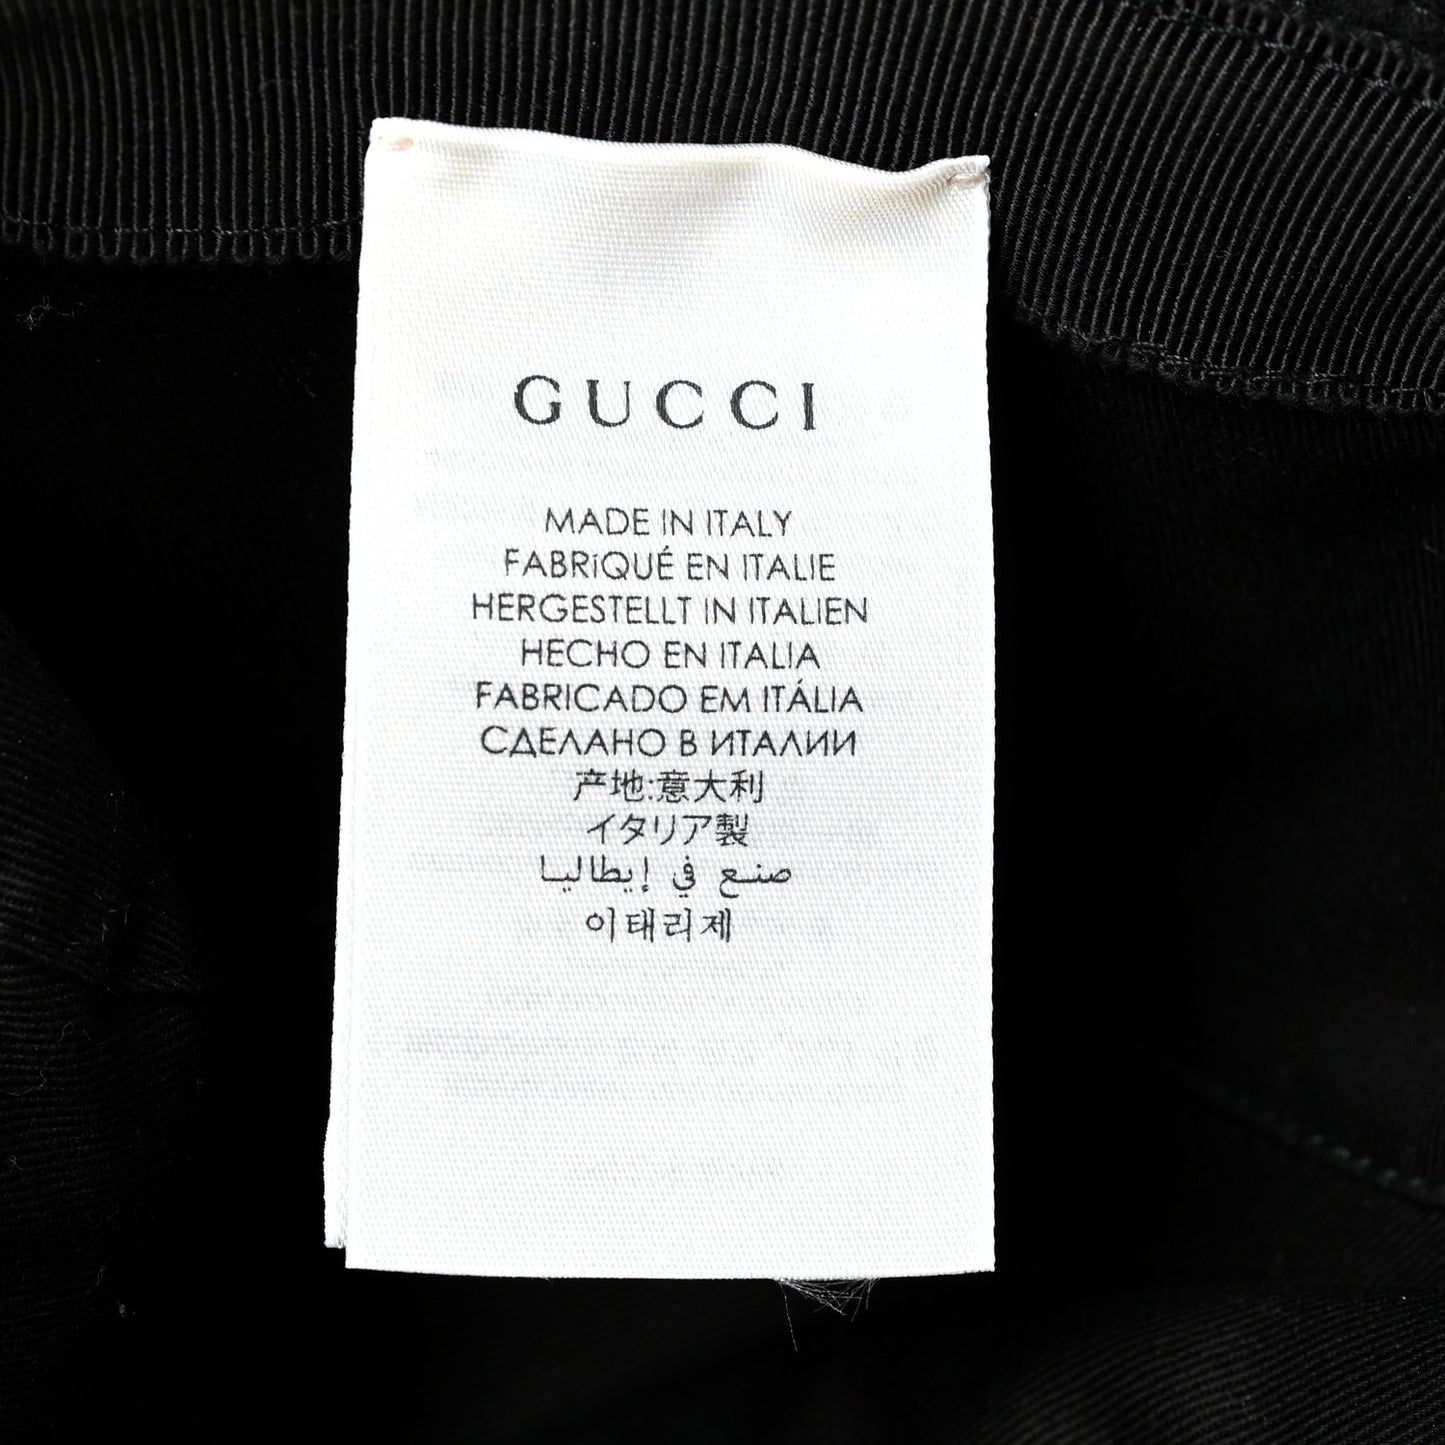 GUCCI
MADE IN ITALY
FABRiQUÉ EN ITALIE
HERGESTELLT IN ITALIEN
HECHO EN ITALIA
FABRICADO EM ITÁLIA
СДЕЛАНО В ИТАЛИИ
产地:意大利
イタリア製
صنع في إيطاليا
이태리제